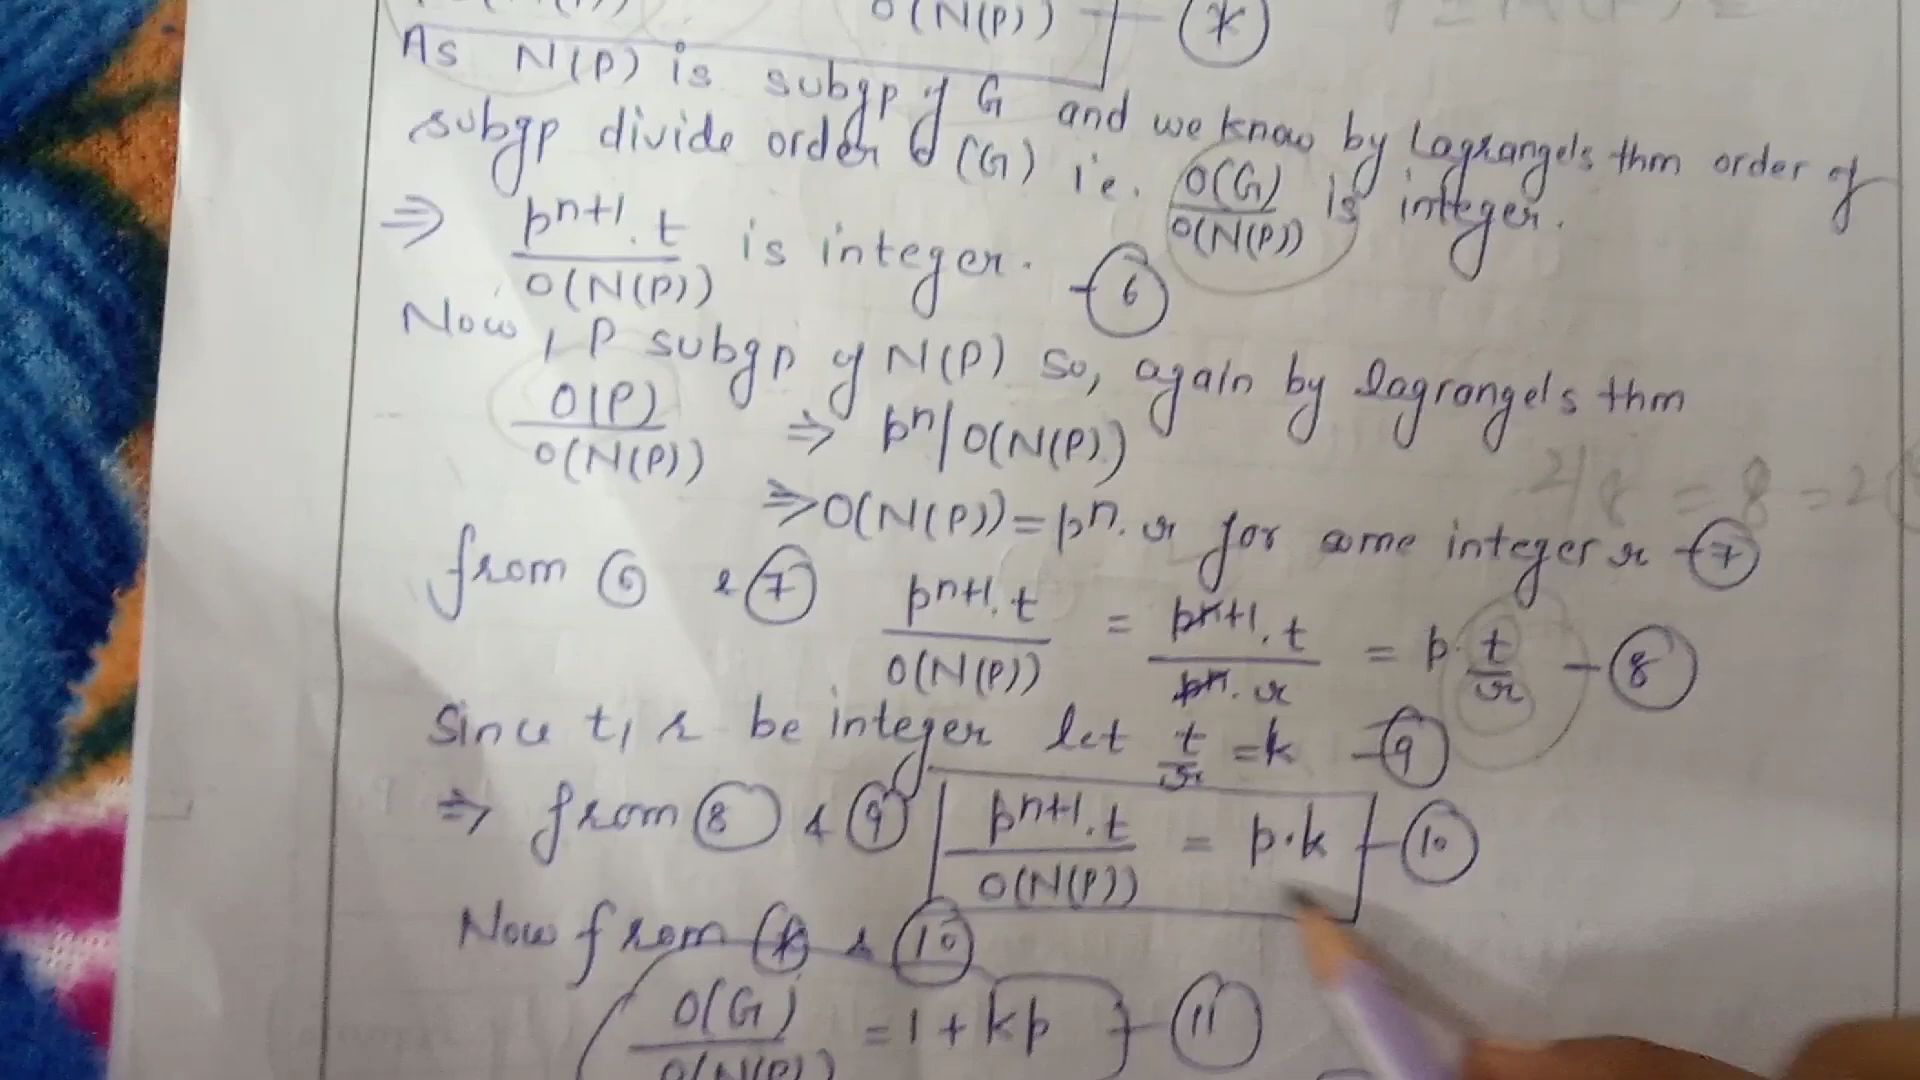 O(N(P)) — (*)
As N(P) is subgp of G and we know by Lagrangels thm order of
subgp divide order O(G) i.e. O(G)/O(N(P)) is integer.
⇒ p^{n+1}.t/O(N(P)) is integer. - (6)
Now, P subgp of N(P) so, again by lagrangels thm
O(P)/O(N(P)) ⇒ p^n/O(N(P))
⇒ O(N(P)) = p^n. r for some integer r - (7)
from (6) & (7) p^{n+1}.t/O(N(P)) = p^{n+1}.t/p^n.r = p. t/r - (8)
Since t, r be integer let t/r = k - (9)
⇒ from (8) & (9) p^{n+1}.t/O(N(P)) = p.k - (10)
Now from (*) & (10)
O(G)/O(N(P)) = 1 + kp - (11)